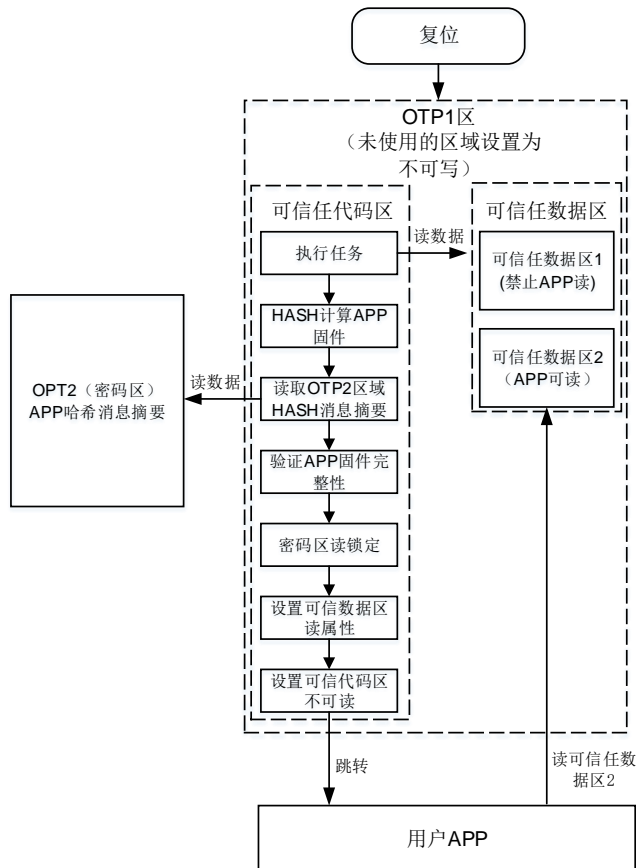 复位
OTP1区
（未使用的区域设置为
不可写）
可信任代码区
可信任数据区
执行任务
读数据
可信任数据区1
(禁止APP读)
HASH计算APP
固件
可信任数据区2
（APP可读）
OPT2（密码区）
APP哈希消息摘要
读数据
读取OTP2区域
HASH消息摘要
验证APP固件完
整性
密码区读锁定
设置可信数据区
读属性
设置可信代码区
不可读
跳转
读可信任数
据区2
用户APP